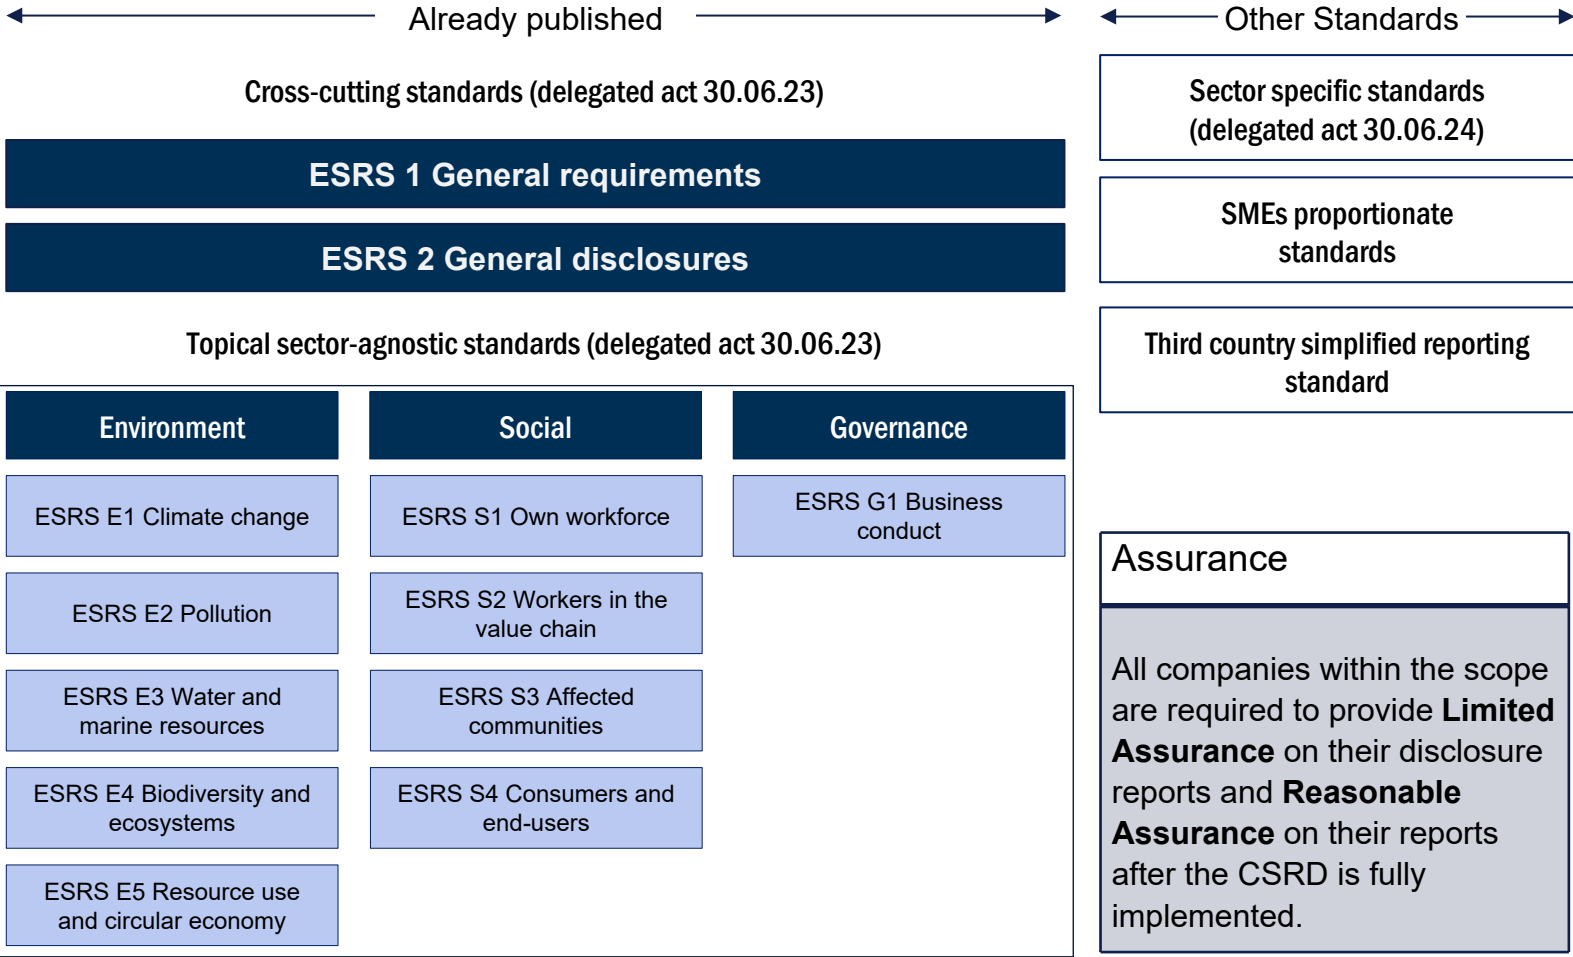 Already published
Cross-cutting standards (delegated act 30.06.23)
ESRS 1 General requirements
ESRS 2 General disclosures
Topical sector-agnostic standards (delegated act 30.06.23)
Environment
ESRS E1 Climate change
ESRS E2 Pollution
ESRS E3 Water and
marine resources
ESRS E4 Biodiversity and
ecosystems
ESRS E5 Resource use
and circular economy
Social
ESRS S1 Own workforce
ESRS S2 Workers in the
value chain
ESRS S3 Affected
communities
ESRS S4 Consumers and
end-users
Governance
ESRS G1 Business
conduct
Other Standards
Sector specific standards
(delegated act 30.06.24)
SMEs proportionate
standards
Third country simplified reporting
standard
Assurance
All companies within the scope
are required to provide Limited
Assurance on their disclosure
reports and Reasonable
Assurance on their reports
after the CSRD is fully
implemented.